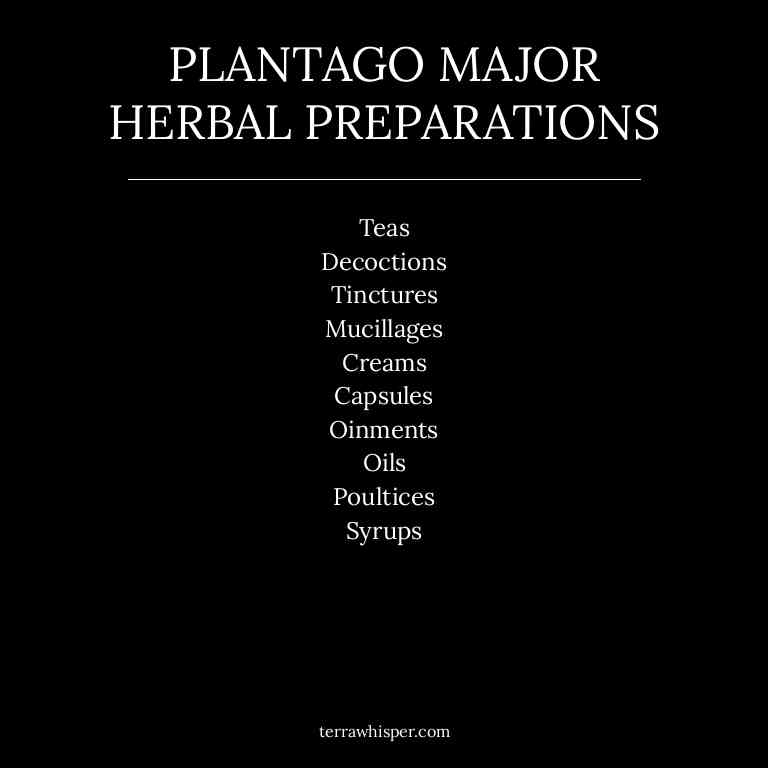 PLANTAGO MAJOR
HERBAL PREPARATIONS
Teas
Decoctions
Tinctures
Mucillages
Creams
Capsules
Oinments
Oils
Poultices
Syrups
terrawhisper.com